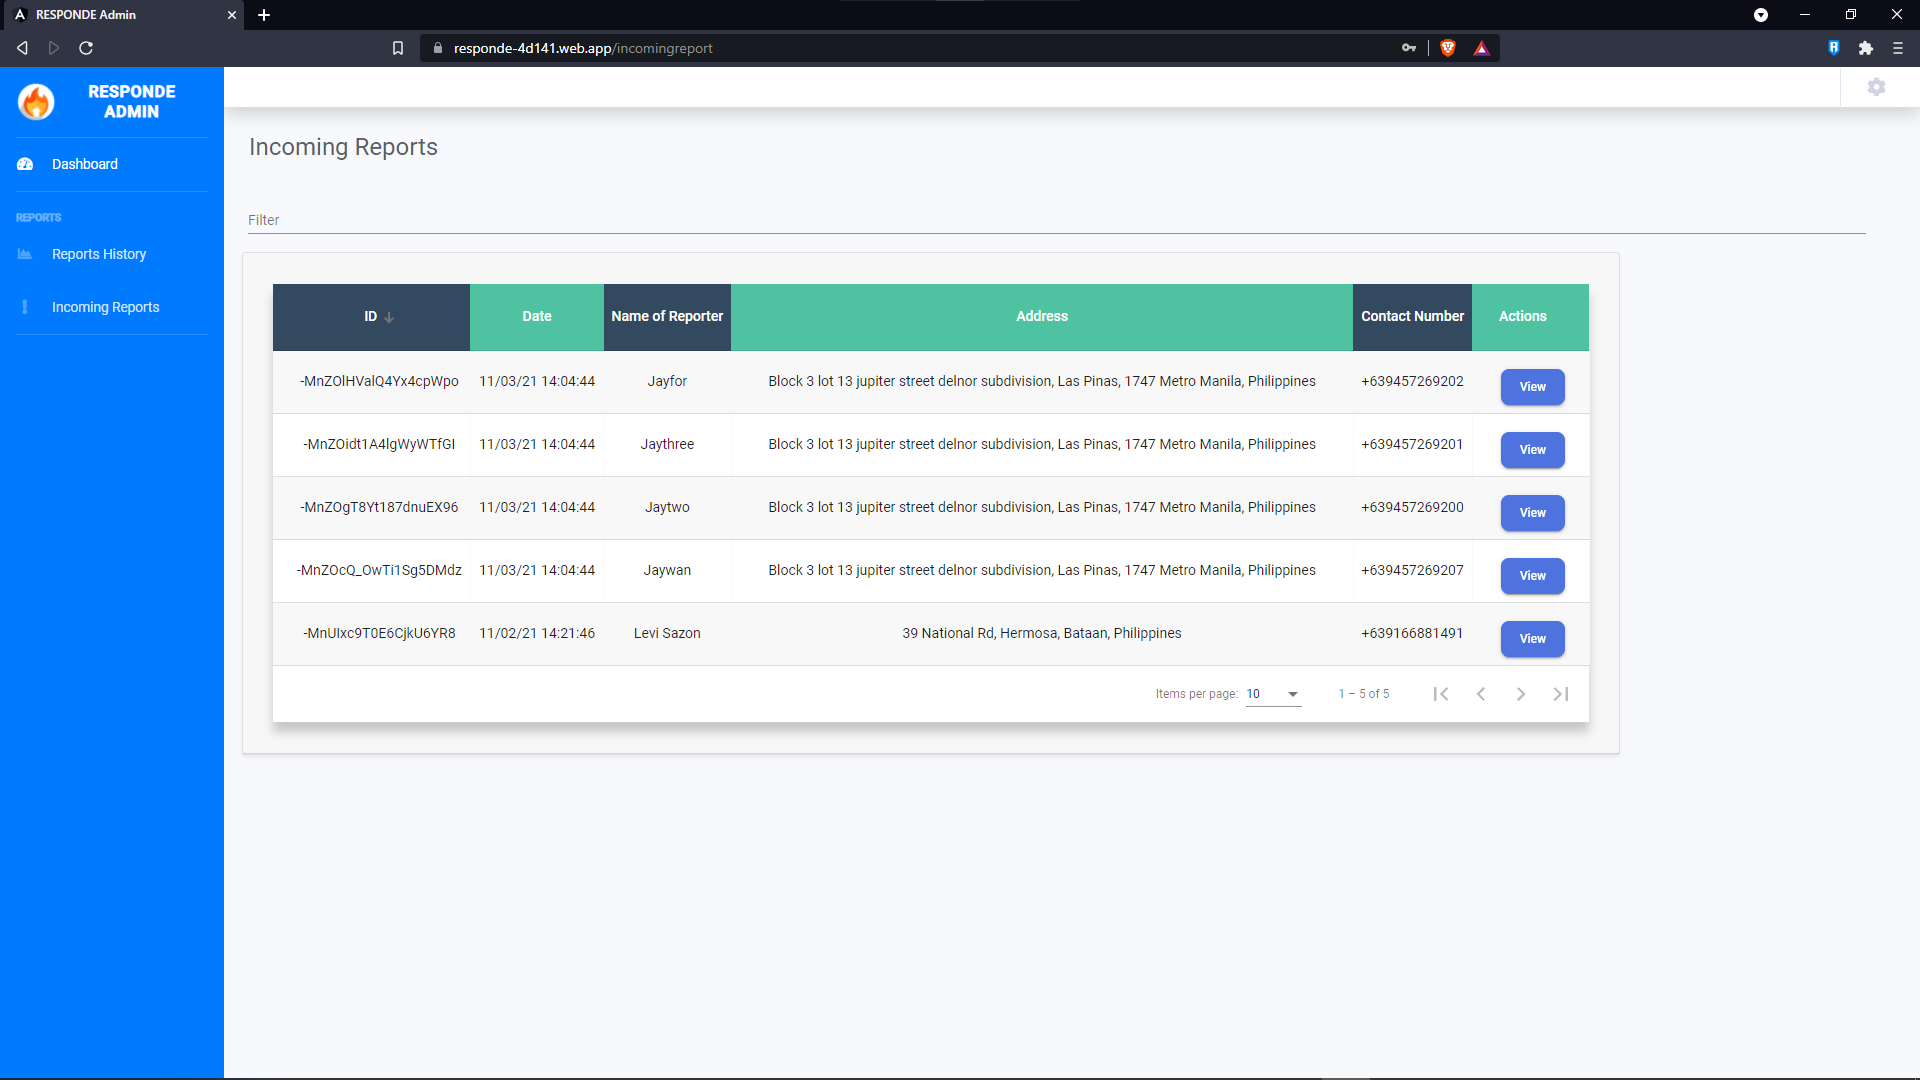 RESPONDE Admin
responde-4d141.web.app/incomingreport
RESPONDE
ADMIN
Dashboard
REPORTS
Reports History
Incoming Reports
Incoming Reports
Filter
ID Date Name of Reporter Address Contact Number Actions
-MnZOlHValQ4Yx4cpWpo 11/03/21 14:04:44 Jayfor Block 3 lot 13 jupiter street delnor subdivision, Las Pinas, 1747 Metro Manila, Philippines +639457269202 View
-MnZOidt1A4lgWyWTfGI 11/03/21 14:04:44 Jaythree Block 3 lot 13 jupiter street delnor subdivision, Las Pinas, 1747 Metro Manila, Philippines +639457269201 View
-MnZOgT8Yt187dnuEX96 11/03/21 14:04:44 Jaytwo Block 3 lot 13 jupiter street delnor subdivision, Las Pinas, 1747 Metro Manila, Philippines +639457269200 View
-MnZOcQ_OwTi1Sg5DMdz 11/03/21 14:04:44 Jaywan Block 3 lot 13 jupiter street delnor subdivision, Las Pinas, 1747 Metro Manila, Philippines +639457269207 View
-MnUIxc9T0E6CjkU6YR8 11/02/21 14:21:46 Levi Sazon 39 National Rd, Hermosa, Bataan, Philippines +639166881491 View
Items per page: 10 1 – 5 of 5